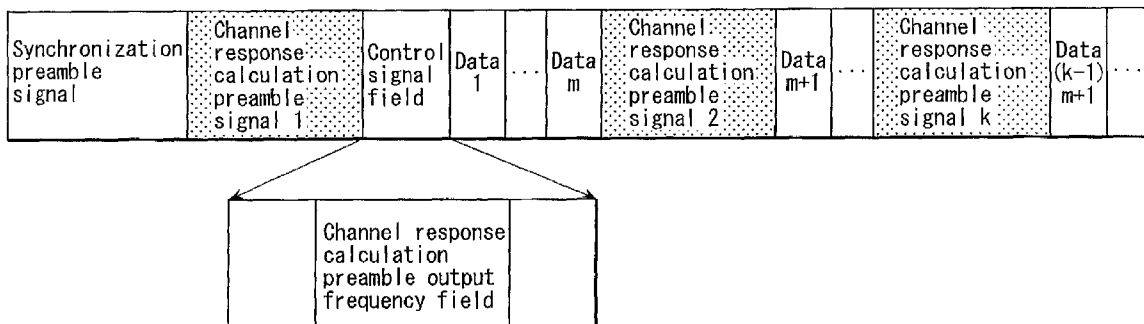 Synchronization
preamble
signal
Channel
response
calculation
preamble
signal 1
Control
signal
field
Data
1
...
Data
m
Channel
response
calculation
preamble
signal 2
Data
m+1
...
Channel
response
calculation
preamble
signal k
Data
(k-1)
m+1
...
Channel response
calculation
preamble output
frequency field